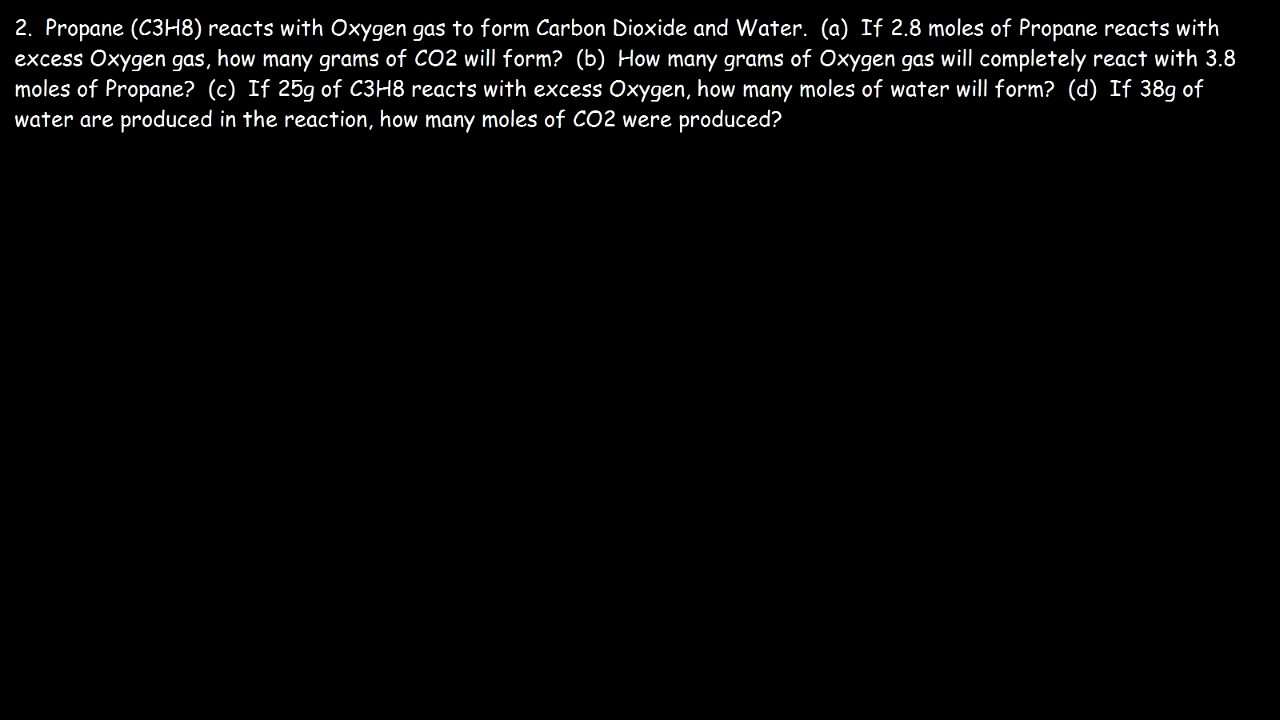 2.  Propane (C3H8) reacts with Oxygen gas to form Carbon Dioxide and Water.  (a)  If 2.8 moles of Propane reacts with
excess Oxygen gas, how many grams of CO2 will form?  (b)  How many grams of Oxygen gas will completely react with 3.8
moles of Propane?  (c)  If 25g of C3H8 reacts with excess Oxygen, how many moles of water will form?  (d)  If 38g of
water are produced in the reaction, how many moles of CO2 were produced?